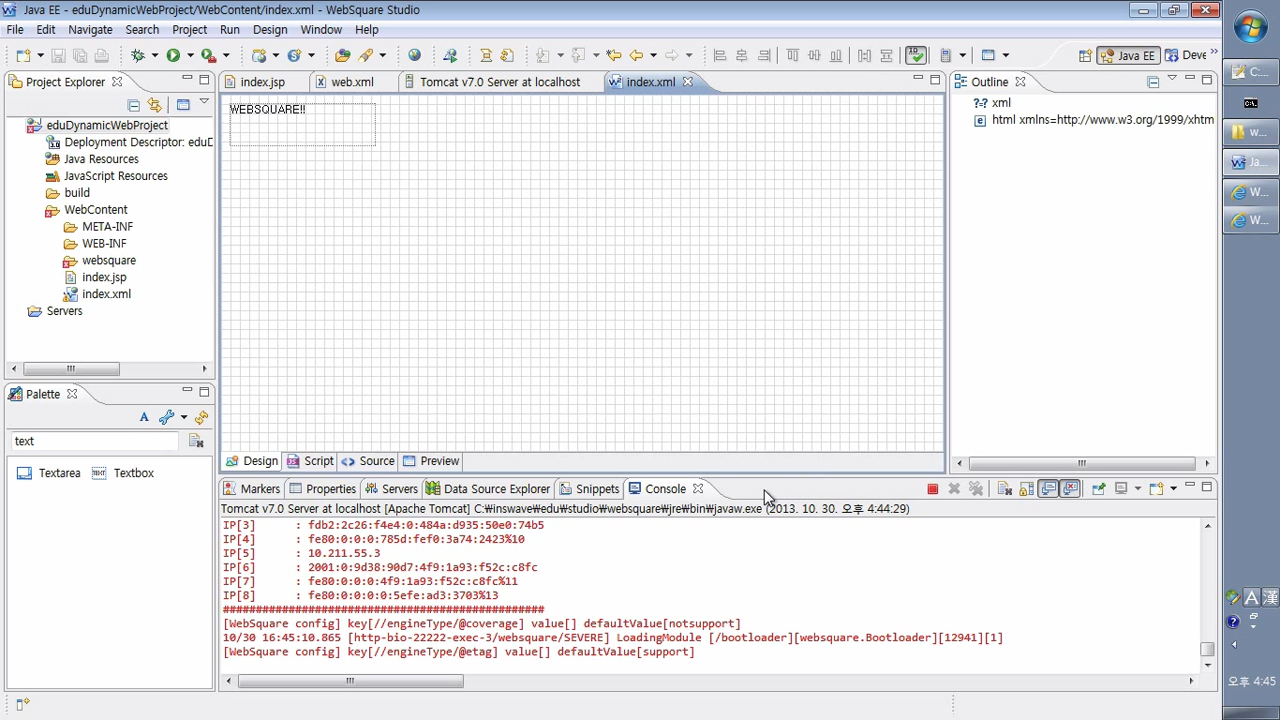 Java EE - eduDynamicWebProject/WebContent/index.xml - WebSquare Studio
File Edit Navigate Search Project Run Design Window Help
Java EE Deve
Project Explorer
eduDynamicWebProject
Deployment Descriptor: eduD
Java Resources
JavaScript Resources
build
WebContent
META-INF
WEB-INF
websquare
index.jsp
index.xml
Servers
Palette
text
Textarea Textbox
index.jsp web.xml Tomcat v7.0 Server at localhost index.xml
WEBSQUARE!!
Design Script Source Preview
Outline
xml
html xmlns=http://www.w3.org/1999/xhtm
Markers Properties Servers Data Source Explorer Snippets Console
Tomcat v7.0 Server at localhost [Apache Tomcat] C:₩inswave₩edu₩studio₩websquare₩jre₩bin₩javaw.exe (2013. 10. 30. 오후 4:44:29)
IP[3] : fdb2:2c26:f4e4:0:484a:d935:50e0:74b5
IP[4] : fe80:0:0:0:785d:fef0:3a74:2423%10
IP[5] : 10.211.55.3
IP[6] : 2001:0:9d38:90d7:4f9:1a93:f52c:c8fc
IP[7] : fe80:0:0:0:4f9:1a93:f52c:c8fc%11
IP[8] : fe80:0:0:0:0:5efe:ad3:3703%13
#################################################
[WebSquare config] key[//engineType/@coverage] value[] defaultValue[notsupport]
10/30 16:45:10.865 [http-bio-22222-exec-3/websquare/SEVERE] LoadingModule [/bootloader][websquare.Bootloader][12941][1]
[WebSquare config] key[//engineType/@etag] value[] defaultValue[support]
C...
w...
Ja...
W...
W...
A 漢
오후 4:45